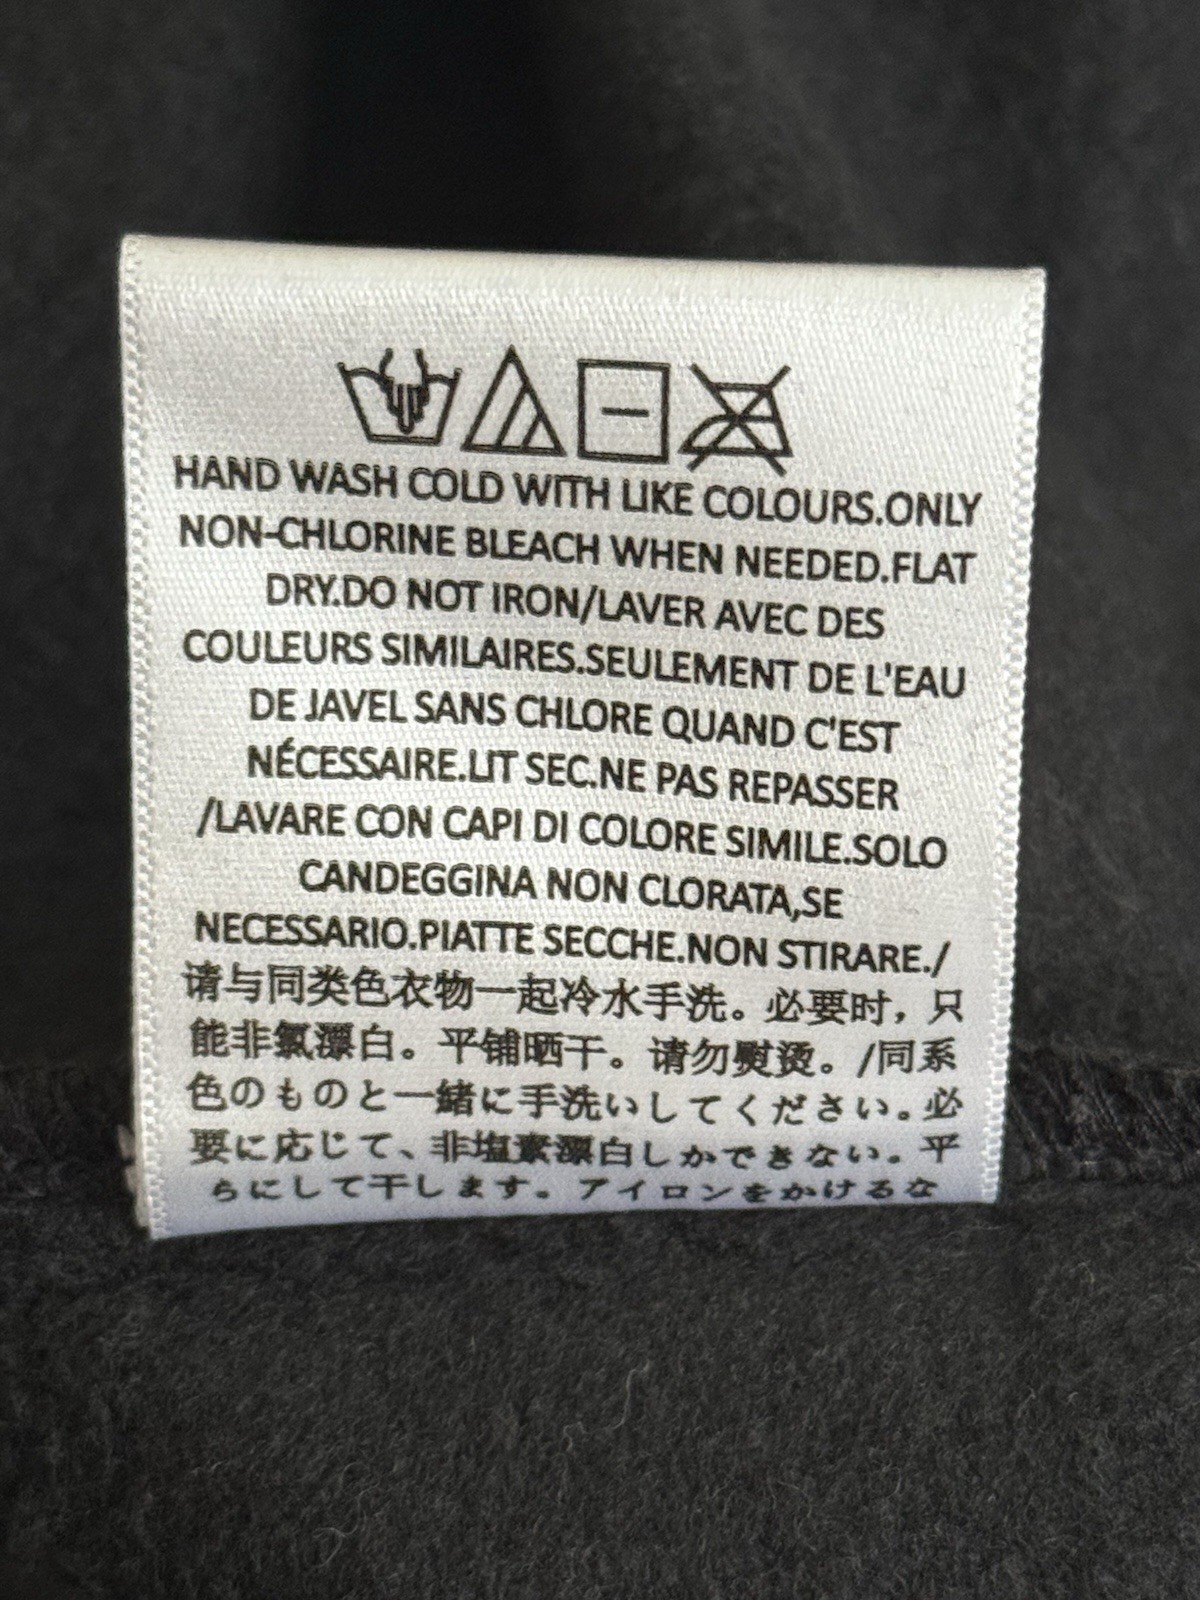 HAND WASH COLD WITH LIKE COLOURS.ONLY
NON-CHLORINE BLEACH WHEN NEEDED.FLAT
DRY.DO NOT IRON/LAVER AVEC DES
COULEURS SIMILAIRES.SEULEMENT DE L'EAU
DE JAVEL SANS CHLORE QUAND C'EST
NÉCESSAIRE.LIT SEC.NE PAS REPASSER
/LAVARE CON CAPI DI COLORE SIMILE.SOLO
CANDEGGINA NON CLORATA,SE
NECESSARIO.PIATTE SECCHE.NON STIRARE./
请与同类色衣物一起冷水手洗。必要时，只
能非氯漂白。平铺晒干。请勿熨烫。/同系
色のものと一緒に手洗いしてください。必
要に応じて、非塩素漂白しかできない。平
らにして干します。アイロンをかけるな